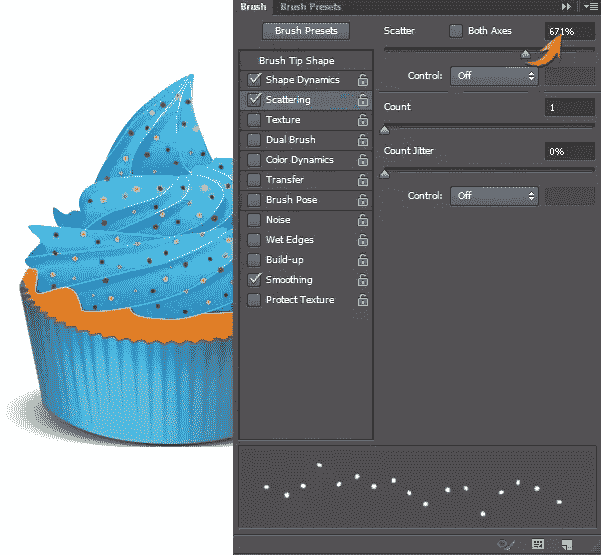 Brush Brush Presets
Brush Presets Scatter Both Axes 671%
Brush Tip Shape
Shape Dynamics Control: Off
Scattering
Texture Count 1
Dual Brush
Color Dynamics Count Jitter 0%
Transfer
Brush Pose Control: Off
Noise
Wet Edges
Build-up
Smoothing
Protect Texture